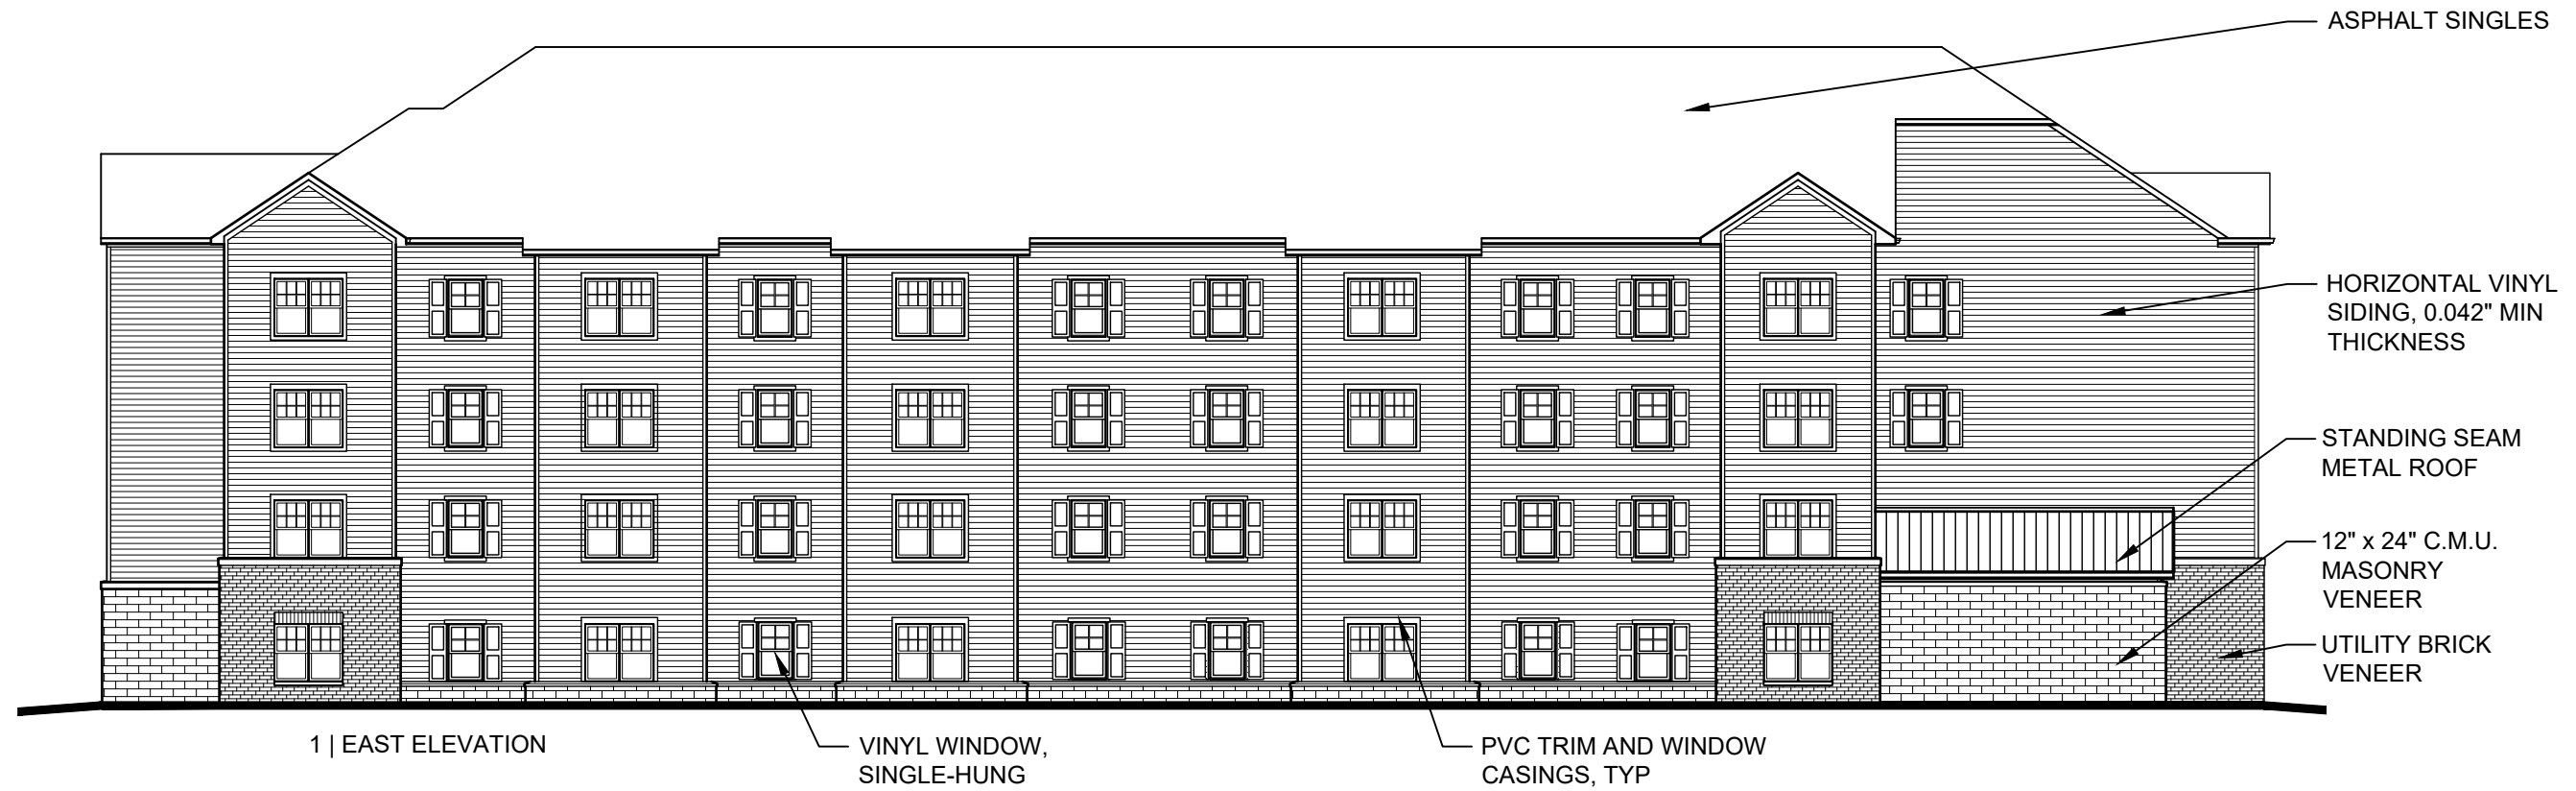 ASPHALT SINGLES
HORIZONTAL VINYL
SIDING, 0.042" MIN
THICKNESS
STANDING SEAM
METAL ROOF
12" x 24" C.M.U.
MASONRY
VENEER
UTILITY BRICK
VENEER
1 | EAST ELEVATION
VINYL WINDOW,
SINGLE-HUNG
PVC TRIM AND WINDOW
CASINGS, TYP